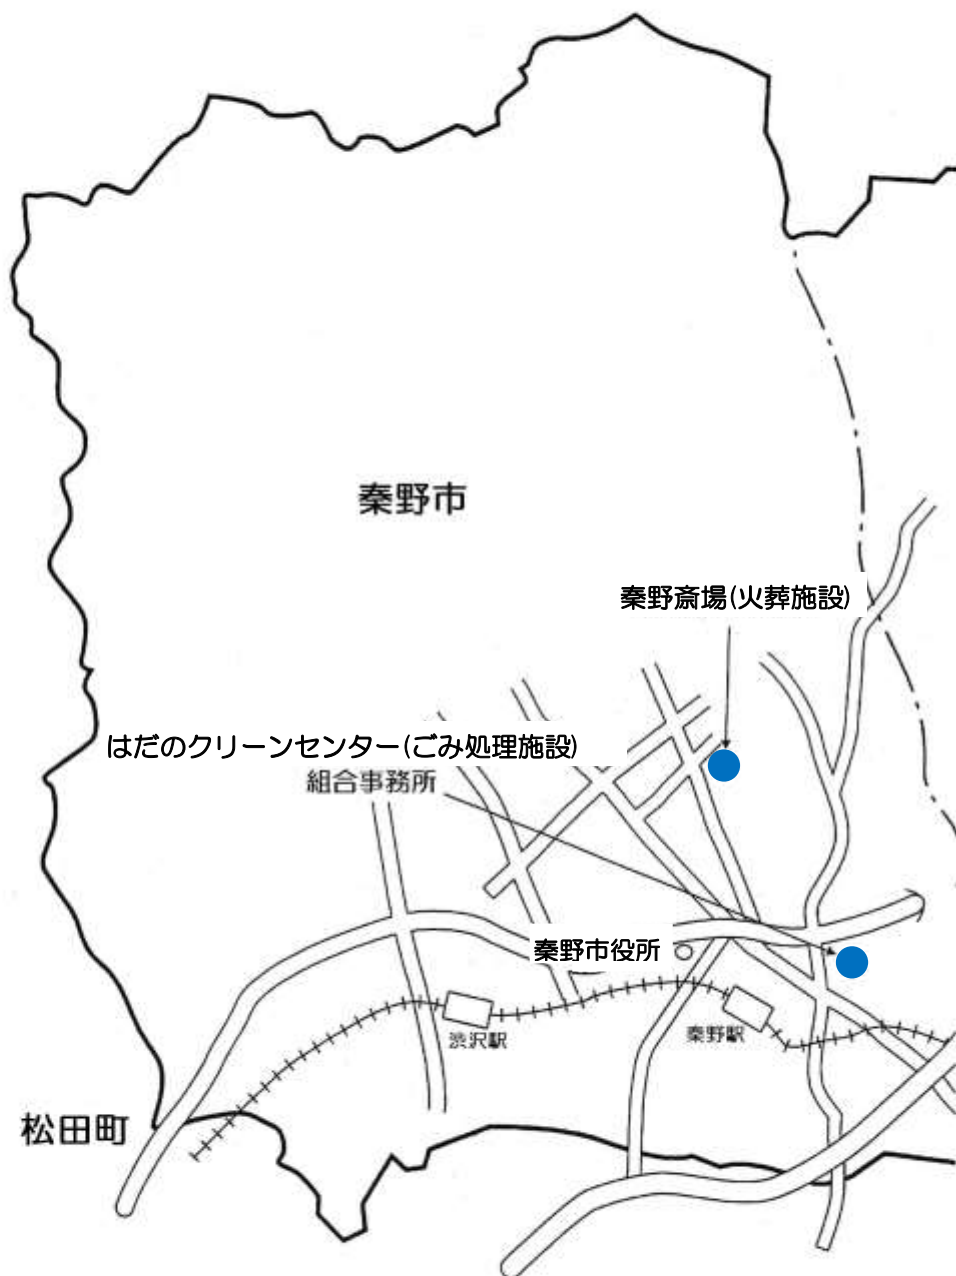 秦野市
秦野斎場(火葬施設)
はだのクリーンセンター(ごみ処理施設)
組合事務所
秦野市役所
渋沢駅
秦野駅
松田町